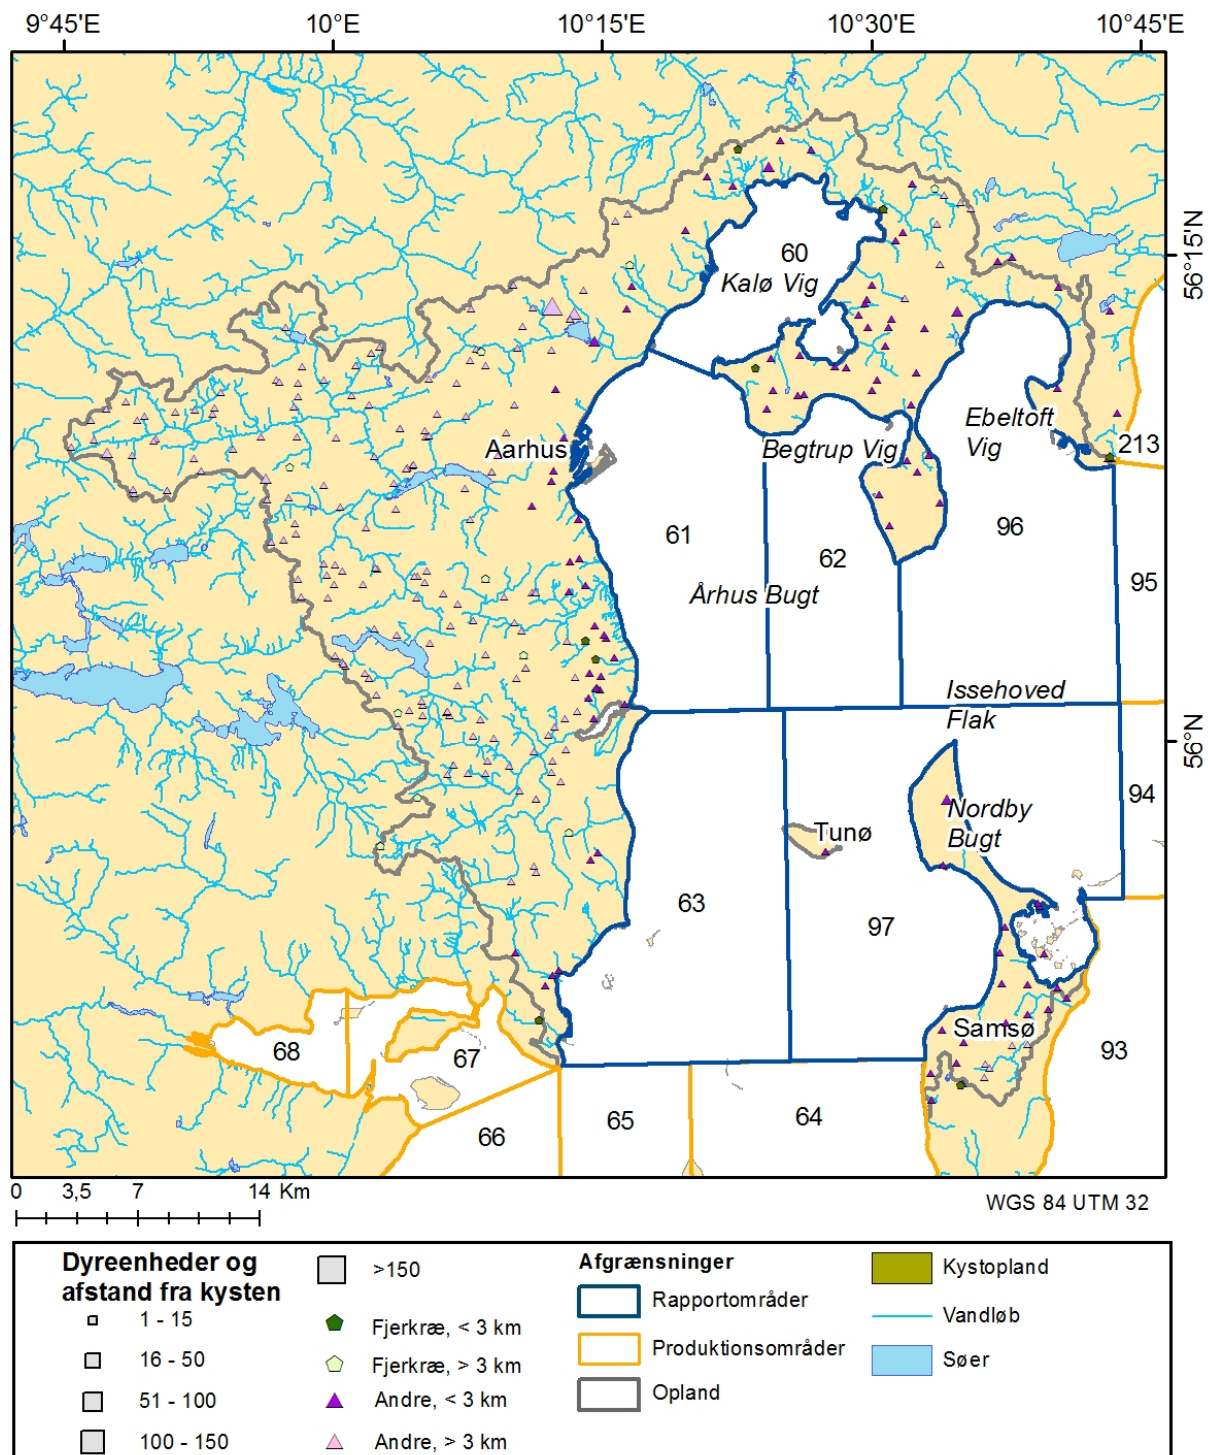 9°45'E 10°E 10°15'E 10°30'E 10°45'E
56°15'N
60
Kalø Vig
Ebeltoft
Vig
213
Aarhus
Begtrup Vig
61
62
96
95
Århus Bugt
Issehoved
Flak
56°N
94
Nordby
Bugt
Tunø
63
97
Samsø
93
68
67
66
65
64
0 3,5 7 14 Km
WGS 84 UTM 32
Dyreenheder og
afstand fra kysten
1 - 15
16 - 50
51 - 100
100 - 150
>150
Fjerkræ, < 3 km
Fjerkræ, > 3 km
Andre, < 3 km
Andre, > 3 km
Afgrænsninger
Rapportområder
Produktionsområder
Opland
Kystopland
Vandløb
Søer